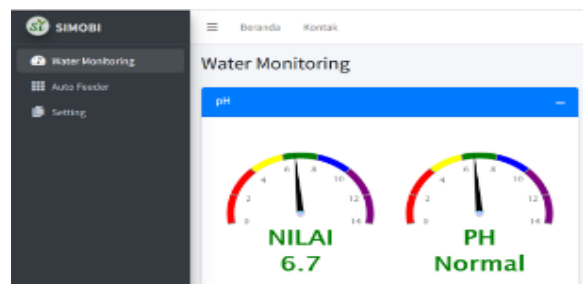 SIMOBI
Beranda Kontak
Water Monitoring
Auto Feeder
Setting
Water Monitoring
pH
0 2 4 6 8 10 12 14
NILAI
6.7
0 2 4 6 8 10 12 14
PH
Normal